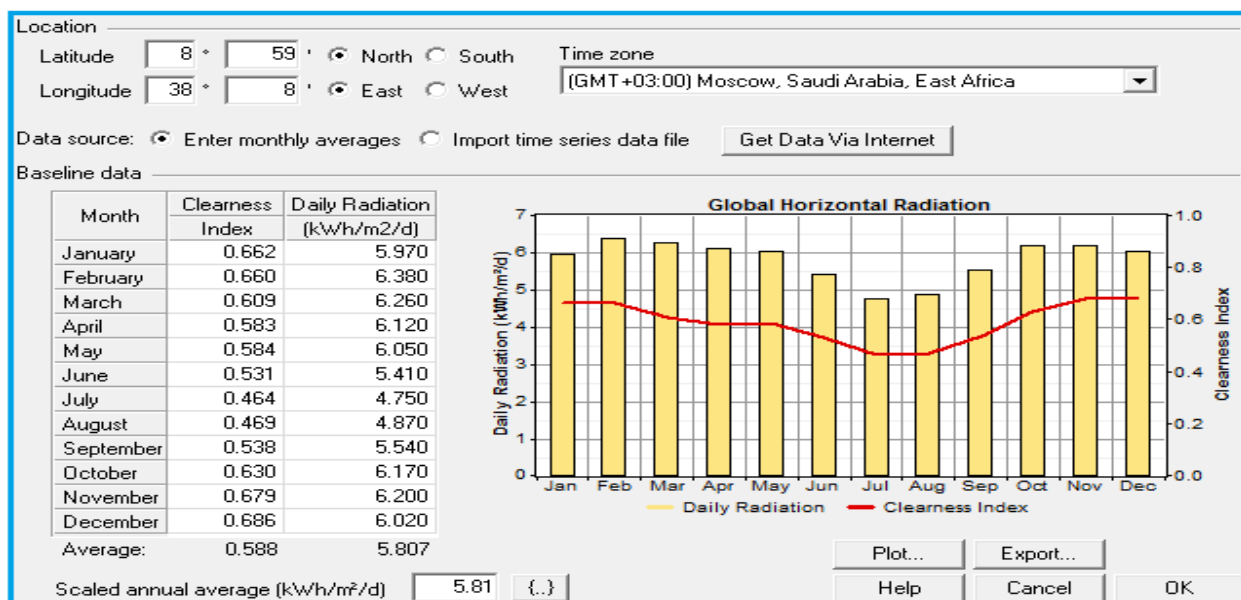 Location
Latitude 8 ° 59 ' North South Time zone
Longitude 38 ° 8 ' East West (GMT+03:00) Moscow, Saudi Arabia, East Africa
Data source: Enter monthly averages Import time series data file Get Data Via Internet
Baseline data
Month Clearness Index Daily Radiation (kWh/m2/d)
January 0.662 5.970
February 0.660 6.380
March 0.609 6.260
April 0.583 6.120
May 0.584 6.050
June 0.531 5.410
July 0.464 4.750
August 0.469 4.870
September 0.538 5.540
October 0.630 6.170
November 0.679 6.200
December 0.686 6.020
Average: 0.588 5.807
Scaled annual average (kWh/m²/d) 5.81 {..}
Global Horizontal Radiation
Daily Radiation (kWh/m²/d)
7
6
5
4
3
2
1
0
1.0
0.8
0.6
0.4
0.2
0.0
Clearness Index
Jan Feb Mar Apr May Jun Jul Aug Sep Oct Nov Dec
Daily Radiation Clearness Index
Plot... Export...
Help Cancel OK